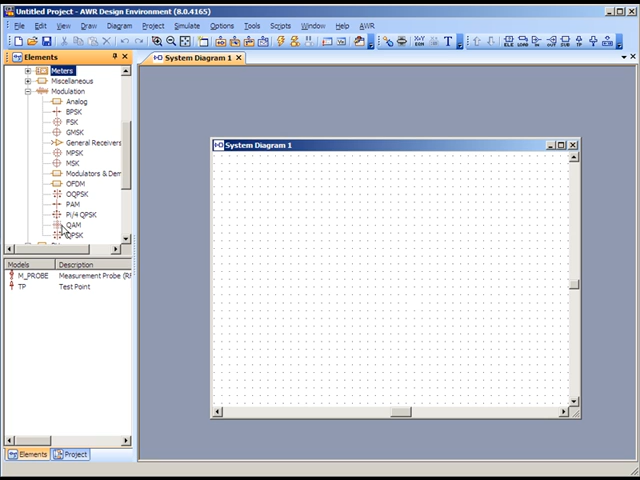 Untitled Project - AWR Design Environment (8.0.4165)
File Edit View Draw Diagram Project Simulate Options Tools Scripts Window Help AWR
Elements
System Diagram 1
Meters
Miscellaneous
Modulation
Analog
BPSK
FSK
GMSK
General Receivers
MPSK
MSK
Modulators & Dem
OFDM
OQPSK
PAM
Pi/4 QPSK
QAM
QPSK
System Diagram 1
Models Description
M_PROBE Measurement Probe (RF
TP Test Point
Elements Project